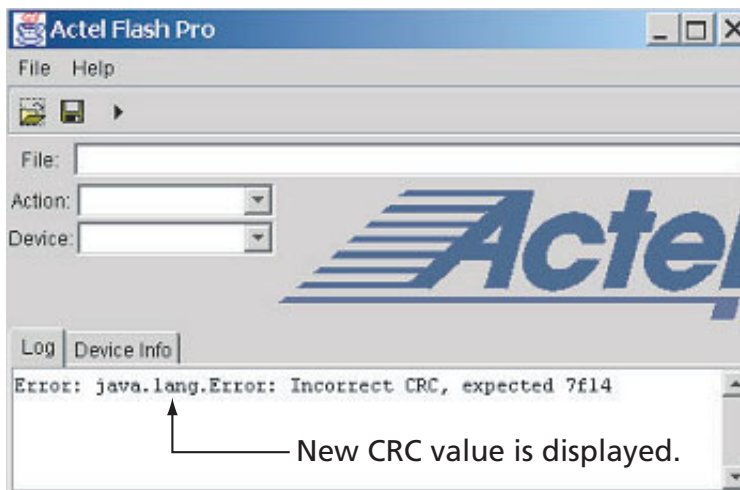 Actel Flash Pro
File Help
File:
Action:
Device:
Actel
Log Device Info
Error: java.lang.Error: Incorrect CRC, expected 7f14
New CRC value is displayed.